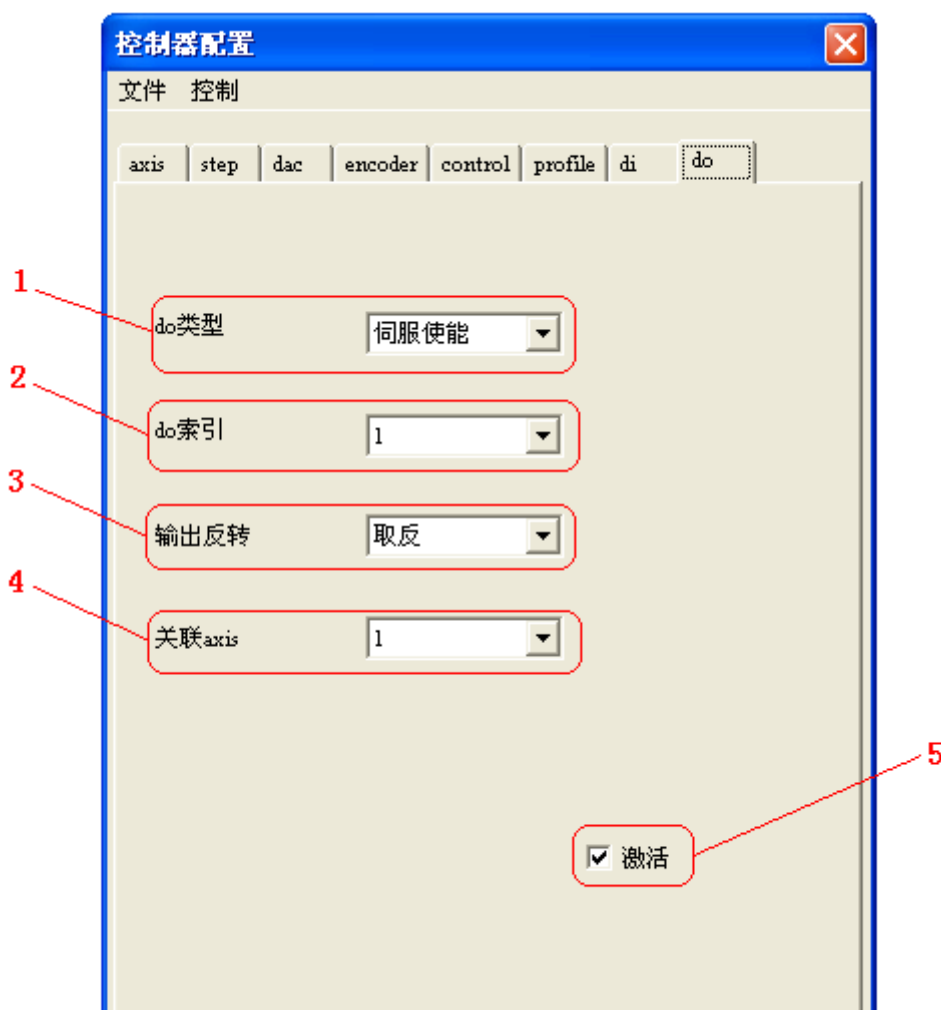 控制器配置
文件 控制
axis step dac encoder control profile di do
1
do类型 伺服使能
2
do索引 1
3
输出反转 取反
4
关联axis 1
5
激活